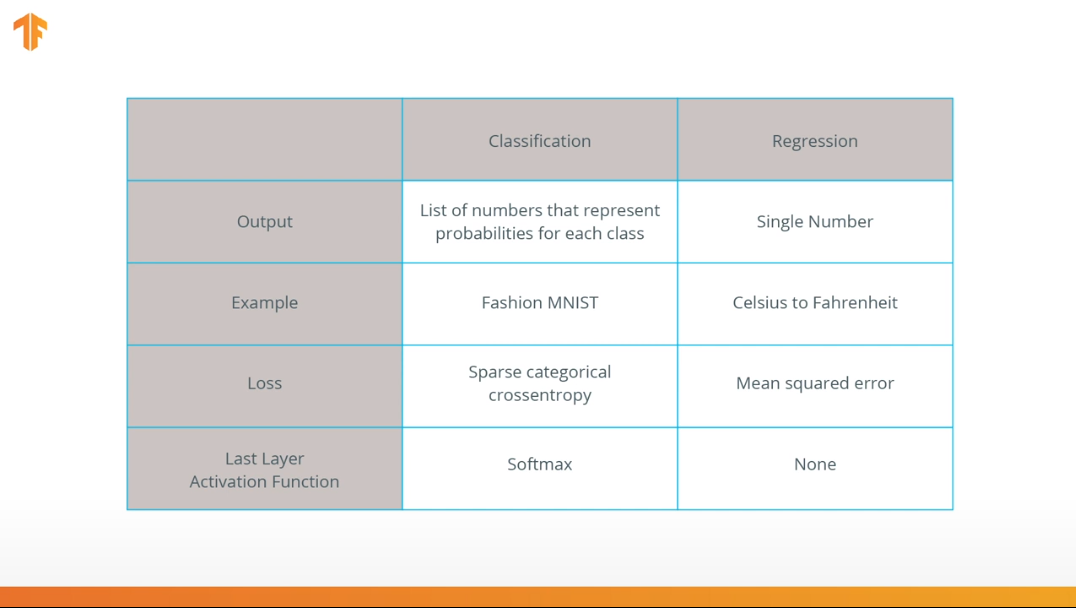 Classification
Regression
Output
List of numbers that represent
probabilities for each class
Single Number
Example
Fashion MNIST
Celsius to Fahrenheit
Loss
Sparse categorical
crossentropy
Mean squared error
Last Layer
Activation Function
Softmax
None